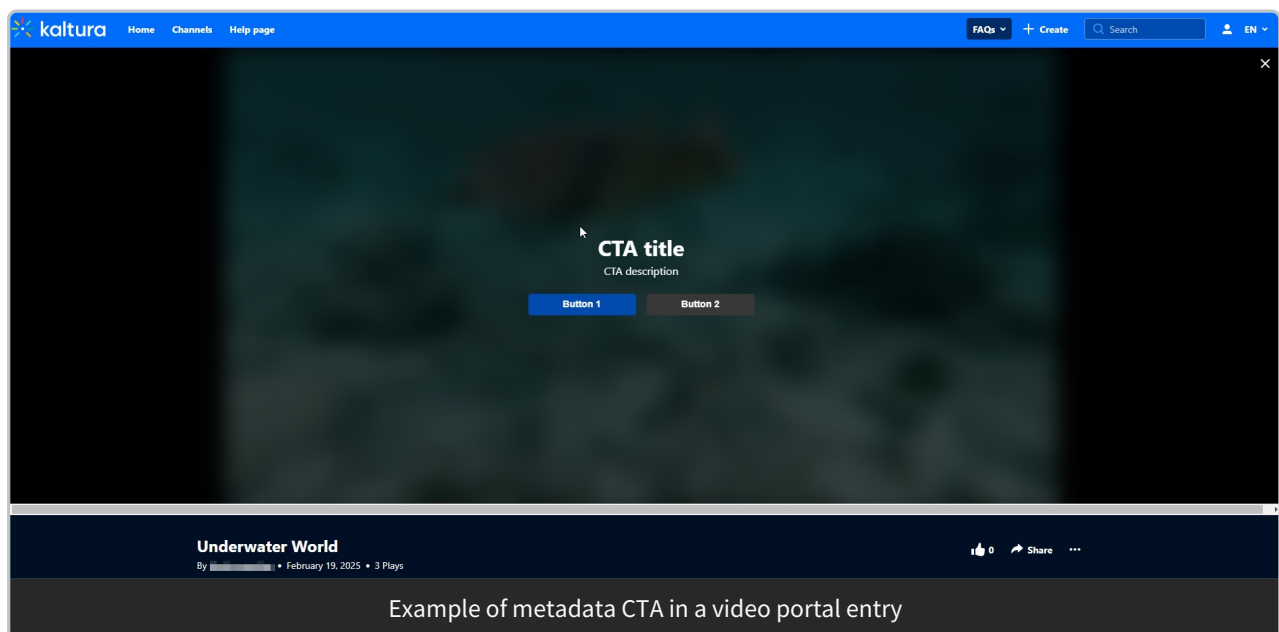 kaltura Home Channels Help page FAQs Create Search EN
CTA title
CTA description
Button 1 Button 2
Underwater World
0 Share
By • February 19, 2025 • 3 Plays
Example of metadata CTA in a video portal entry